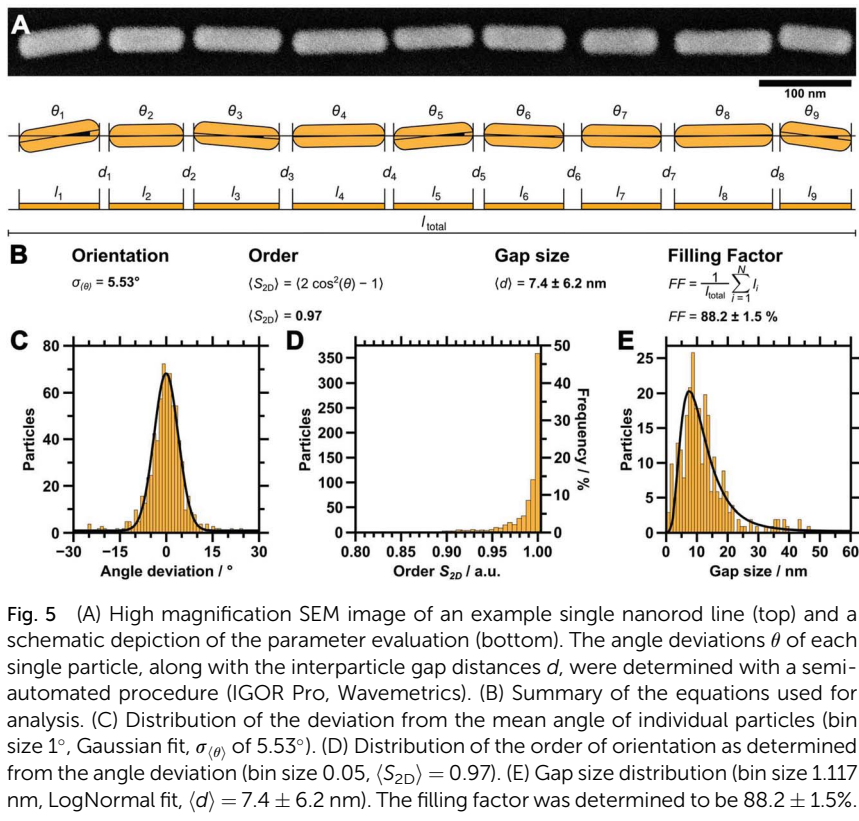 A
100 nm
θ1 θ2 θ3 θ4 θ5 θ6 θ7 θ8 θ9
d1 d2 d3 d4 d5 d6 d7 d8
l1 l2 l3 l4 l5 l6 l7 l8 l9
ltotal
B Orientation Order Gap size Filling Factor
σ⟨θ⟩ = 5.53° ⟨S2D⟩ = ⟨2 cos²(θ) − 1⟩ ⟨d⟩ = 7.4 ± 6.2 nm FF = 1/ltotal ∑ i = 1 N li
⟨S2D⟩ = 0.97 FF = 88.2 ± 1.5 %
C
80
60
40
20
0
Particles
−30 −15 0 15 30
Angle deviation / °
D
350
300
250
200
150
100
50
0
Particles
50
40
30
20
10
0
Frequency / %
0.80 0.85 0.90 0.95 1.00
Order S2D / a.u.
E
25
20
15
10
5
0
Particles
0 10 20 30 40 50 60
Gap size / nm
Fig. 5 (A) High magnification SEM image of an example single nanorod line (top) and a
schematic depiction of the parameter evaluation (bottom). The angle deviations θ of each
single particle, along with the interparticle gap distances d, were determined with a semi-
automated procedure (IGOR Pro, Wavemetrics). (B) Summary of the equations used for
analysis. (C) Distribution of the deviation from the mean angle of individual particles (bin
size 1°, Gaussian fit, σ⟨θ⟩ of 5.53°). (D) Distribution of the order of orientation as determined
from the angle deviation (bin size 0.05, ⟨S2D⟩ = 0.97). (E) Gap size distribution (bin size 1.117
nm, LogNormal fit, ⟨d⟩ = 7.4 ± 6.2 nm). The filling factor was determined to be 88.2 ± 1.5%.